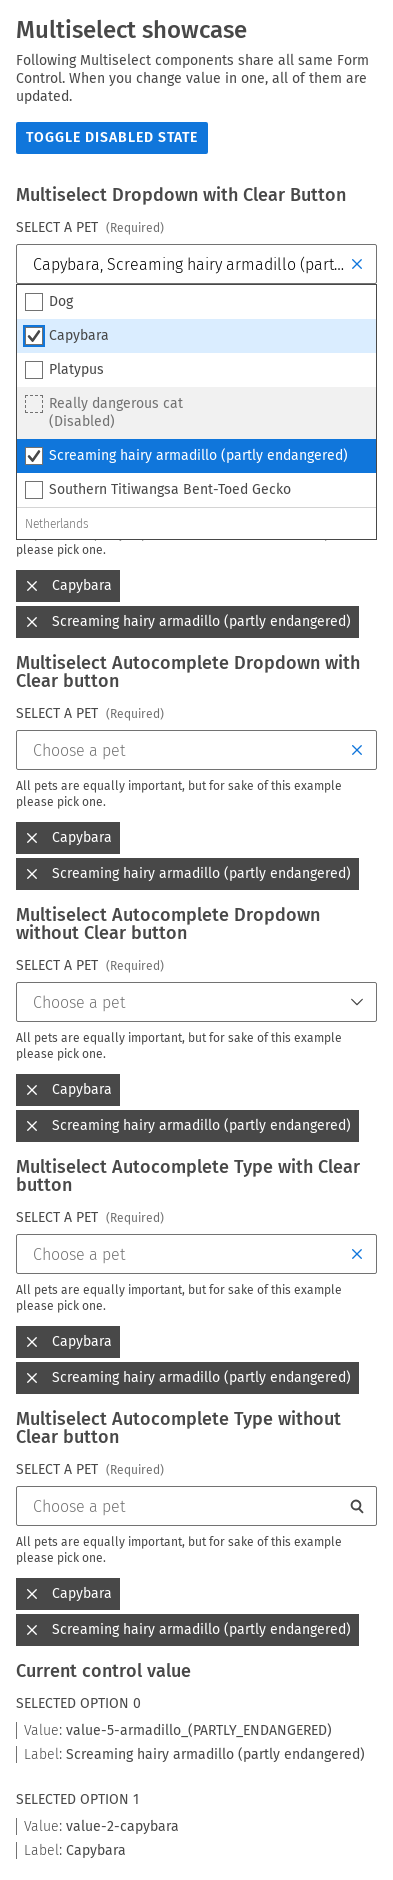 Multiselect showcase
Following Multiselect components share all same Form
Control. When you change value in one, all of them are
updated.
TOGGLE DISABLED STATE
Multiselect Dropdown with Clear Button
SELECT A PET (Required)
Capybara, Screaming hairy armadillo (part...
Dog
Capybara
Platypus
Really dangerous cat
(Disabled)
Screaming hairy armadillo (partly endangered)
Southern Titiwangsa Bent-Toed Gecko
Netherlands
please pick one.
Capybara
Screaming hairy armadillo (partly endangered)
Multiselect Autocomplete Dropdown with
Clear button
SELECT A PET (Required)
Choose a pet
All pets are equally important, but for sake of this example
please pick one.
Capybara
Screaming hairy armadillo (partly endangered)
Multiselect Autocomplete Dropdown
without Clear button
SELECT A PET (Required)
Choose a pet
All pets are equally important, but for sake of this example
please pick one.
Capybara
Screaming hairy armadillo (partly endangered)
Multiselect Autocomplete Type with Clear
button
SELECT A PET (Required)
Choose a pet
All pets are equally important, but for sake of this example
please pick one.
Capybara
Screaming hairy armadillo (partly endangered)
Multiselect Autocomplete Type without
Clear button
SELECT A PET (Required)
Choose a pet
All pets are equally important, but for sake of this example
please pick one.
Capybara
Screaming hairy armadillo (partly endangered)
Current control value
SELECTED OPTION 0
Value: value-5-armadillo_(PARTLY_ENDANGERED)
Label: Screaming hairy armadillo (partly endangered)
SELECTED OPTION 1
Value: value-2-capybara
Label: Capybara